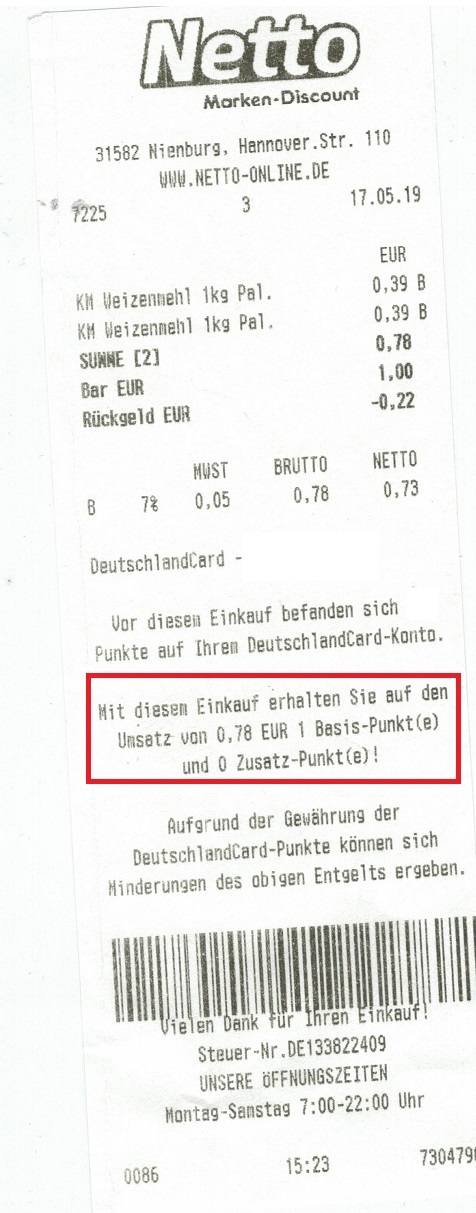 Netto
Marken-Discount
31582 Nienburg, Hannover.Str. 110
WWW.NETTO-ONLINE.DE
7225 3 17.05.19
EUR
KM Weizenmehl 1kg Pal. 0,39 B
KM Weizenmehl 1kg Pal. 0,39 B
SUMME [2] 0,78
Bar EUR 1,00
Rückgeld EUR -0,22
MWST BRUTTO NETTO
B 7% 0,05 0,78 0,73
DeutschlandCard -
Vor diesem Einkauf befanden sich
Punkte auf Ihrem DeutschlandCard-Konto.
Mit diesem Einkauf erhalten Sie auf den
Umsatz von 0,78 EUR 1 Basis-Punkt(e)
und 0 Zusatz-Punkt(e)!
Aufgrund der Gewährung der
DeutschlandCard-Punkte können sich
Minderungen des obigen Entgelts ergeben.
Vielen Dank für Ihren Einkauf!
Steuer-Nr.DE133822409
UNSERE ÖFFNUNGSZEITEN
Montag-Samstag 7:00-22:00 Uhr
0086 15:23